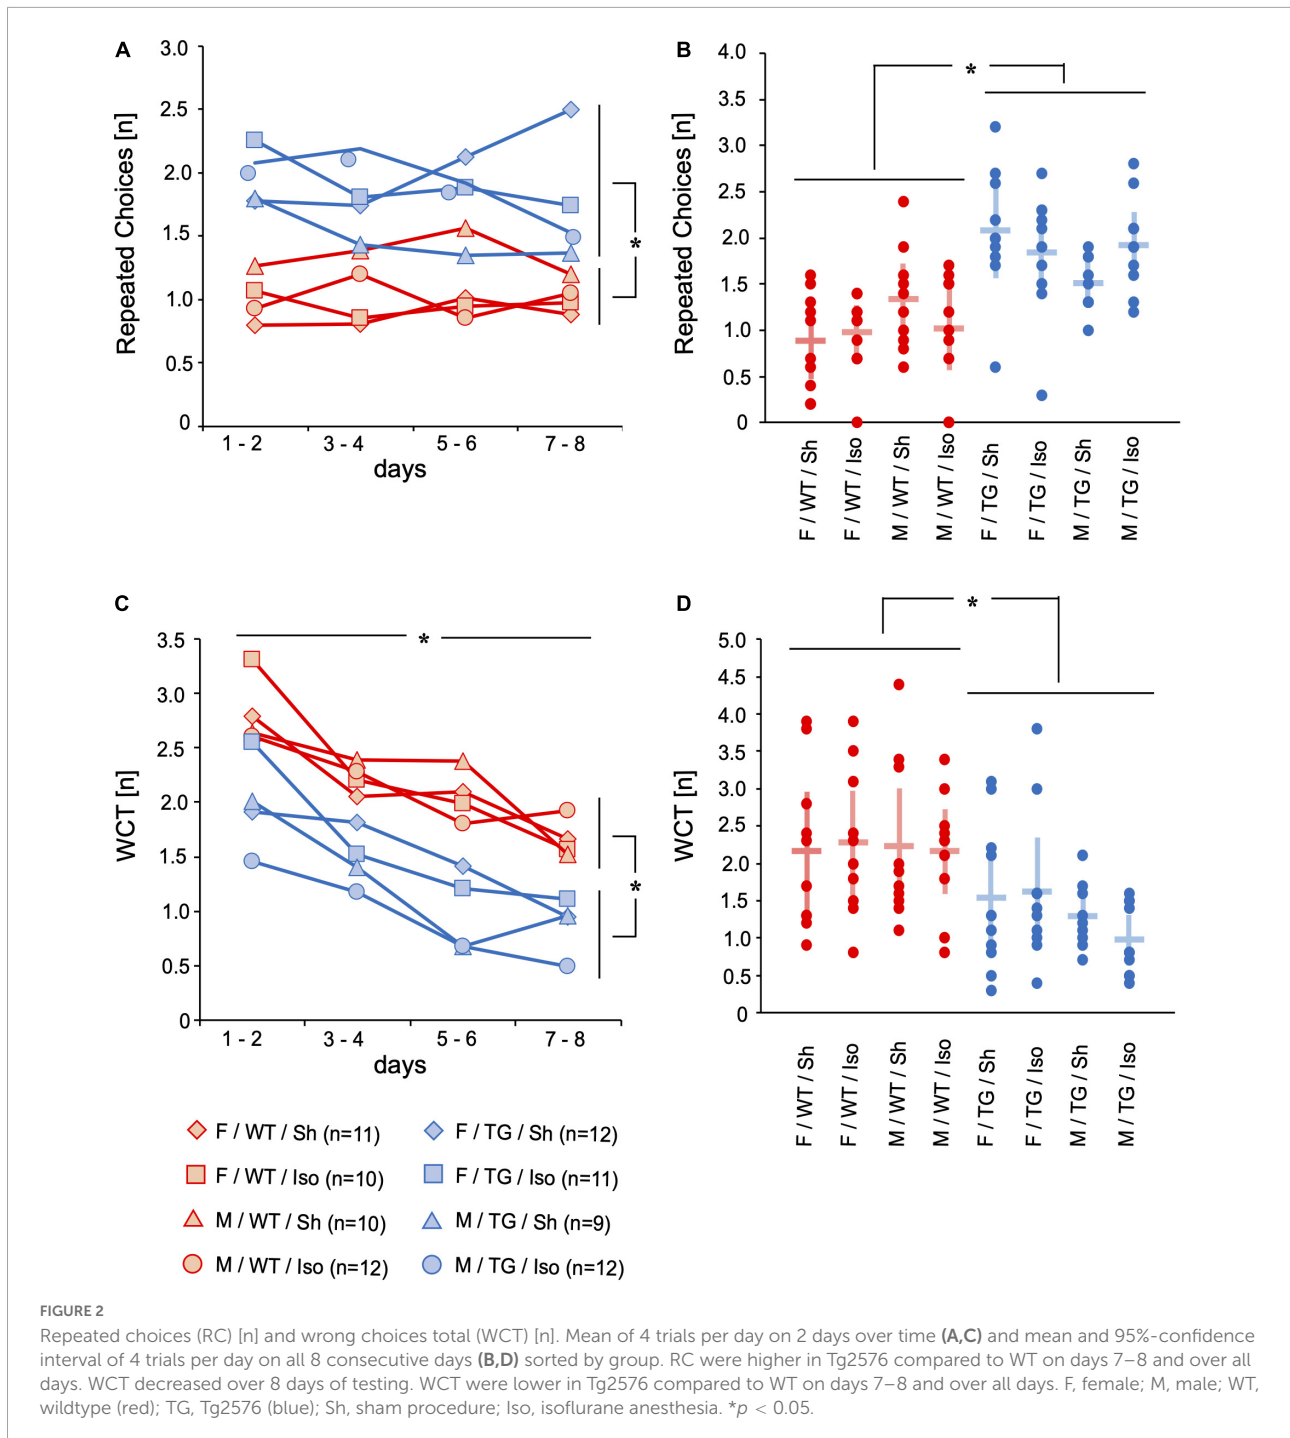 A
3.0
2.5
2.0
1.5
1.0
0.5
0
Repeated Choices [n]
*
1 - 2
3 - 4
5 - 6
7 - 8
days
B
4.0
3.5
3.0
2.5
2.0
1.5
1.0
0.5
0
Repeated Choices [n]
*
F / WT / Sh
F / WT / Iso
M / WT / Sh
M / WT / Iso
F / TG / Sh
F / TG / Iso
M / TG / Sh
M / TG / Iso
C
3.5
3.0
2.5
2.0
1.5
1.0
0.5
0
WCT [n]
*
*
1 - 2
3 - 4
5 - 6
7 - 8
days
D
5.0
4.5
4.0
3.5
3.0
2.5
2.0
1.5
1.0
0.5
0
WCT [n]
*
F / WT / Sh
F / WT / Iso
M / WT / Sh
M / WT / Iso
F / TG / Sh
F / TG / Iso
M / TG / Sh
M / TG / Iso
F / WT / Sh (n=11)
F / WT / Iso (n=10)
M / WT / Sh (n=10)
M / WT / Iso (n=12)
F / TG / Sh (n=12)
F / TG / Iso (n=11)
M / TG / Sh (n=9)
M / TG / Iso (n=12)
FIGURE 2
Repeated choices (RC) [n] and wrong choices total (WCT) [n]. Mean of 4 trials per day on 2 days over time (A,C) and mean and 95%-confidence
interval of 4 trials per day on all 8 consecutive days (B,D) sorted by group. RC were higher in Tg2576 compared to WT on days 7–8 and over all
days. WCT decreased over 8 days of testing. WCT were lower in Tg2576 compared to WT on days 7–8 and over all days. F, female; M, male; WT,
wildtype (red); TG, Tg2576 (blue); Sh, sham procedure; Iso, isoflurane anesthesia. *p < 0.05.